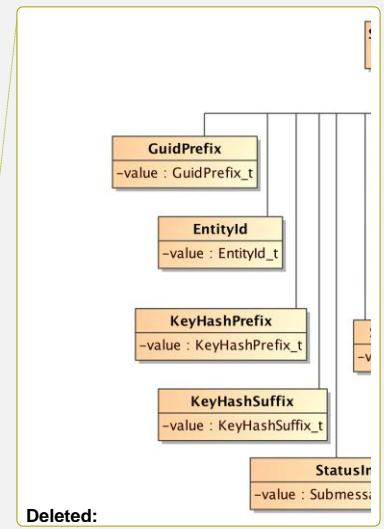 GuidPrefix
-value : GuidPrefix_t
EntityId
-value : EntityId_t
KeyHashPrefix
-value : KeyHashPrefix_t
KeyHashSuffix
-value : KeyHashSuffix_t
StatusIn
-value : Submessa
Deleted: